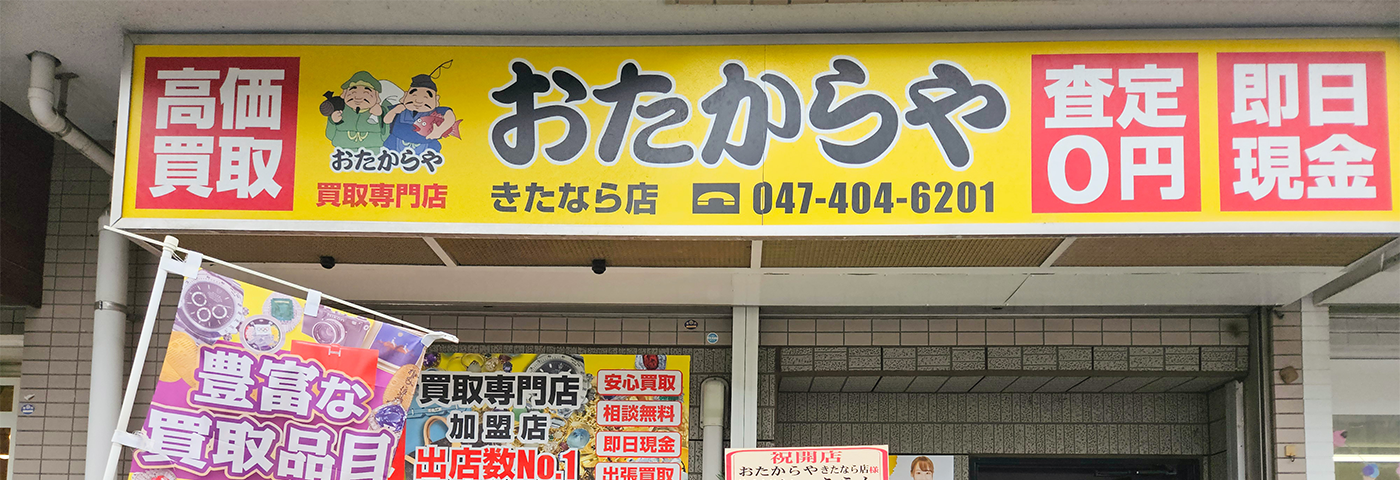 高価
買取
おたからや
買取専門店
おたからや
きたなら店
047-404-6201
査定
0円
即日
現金
豊富な
買取品目
買取専門店
加盟店
出店数No.1
安心買取
相談無料
即日現金
出張買取
祝開店
おたからやきたなら店様